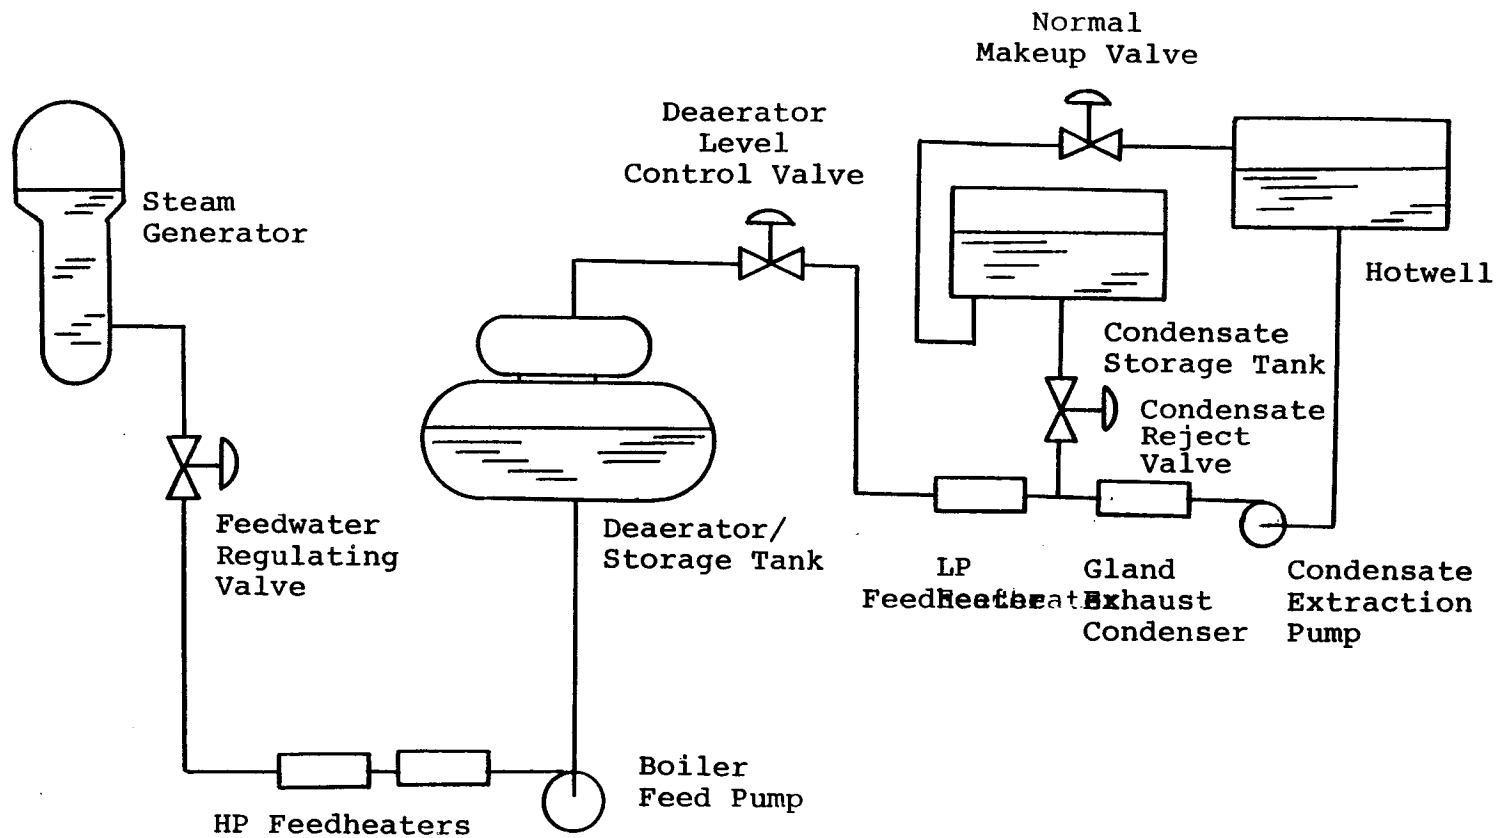 Normal
Makeup Valve
Deaerator
Level
Control Valve
Steam
Generator
Hotwell
Condensate
Storage Tank
Condensate
Reject
Valve
Feedwater
Regulating
Valve
Deaerator/
Storage Tank
LP
Feedheater
Gland
Exhaust
Condenser
Condensate
Extraction
Pump
Boiler
Feed Pump
HP Feedheaters